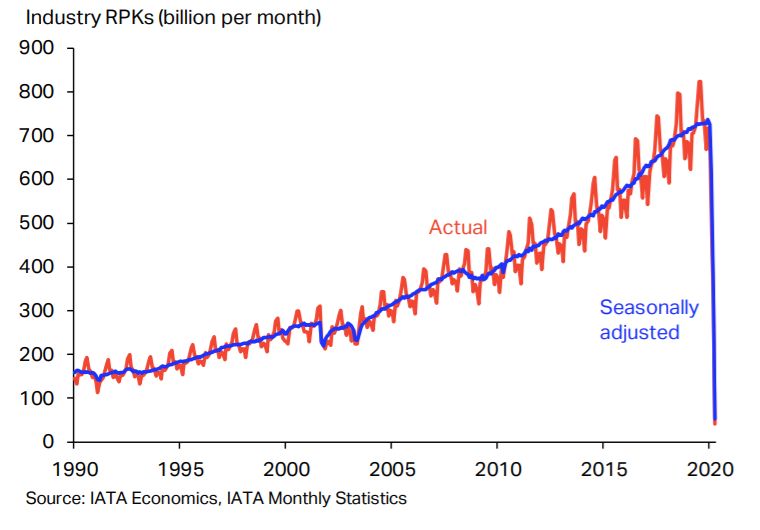 Industry RPKs (billion per month)
900
800
700
600
500
400
300
200
100
0
Actual
Seasonally
adjusted
1990 1995 2000 2005 2010 2015 2020
Source: IATA Economics, IATA Monthly Statistics